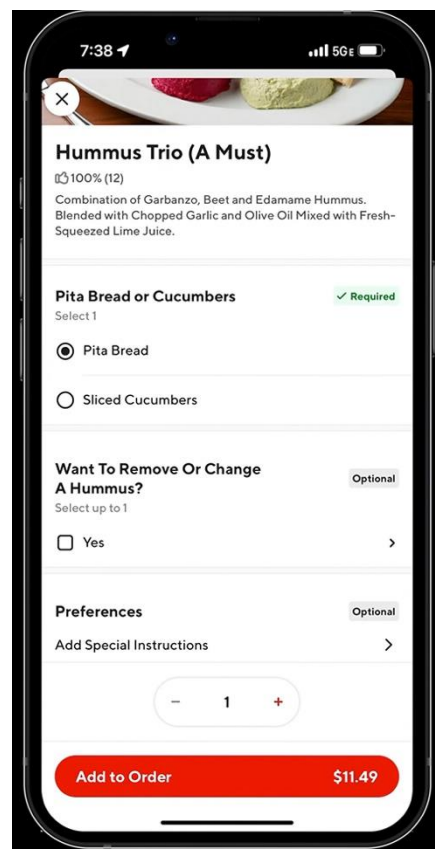 7:38
5GE
Hummus Trio (A Must)
100% (12)
Combination of Garbanzo, Beet and Edamame Hummus.
Blended with Chopped Garlic and Olive Oil Mixed with Fresh-
Squeezed Lime Juice.
Pita Bread or Cucumbers
Required
Select 1
Pita Bread
Sliced Cucumbers
Want To Remove Or Change
A Hummus?
Optional
Select up to 1
Yes
Preferences
Optional
Add Special Instructions
1
Add to Order $11.49